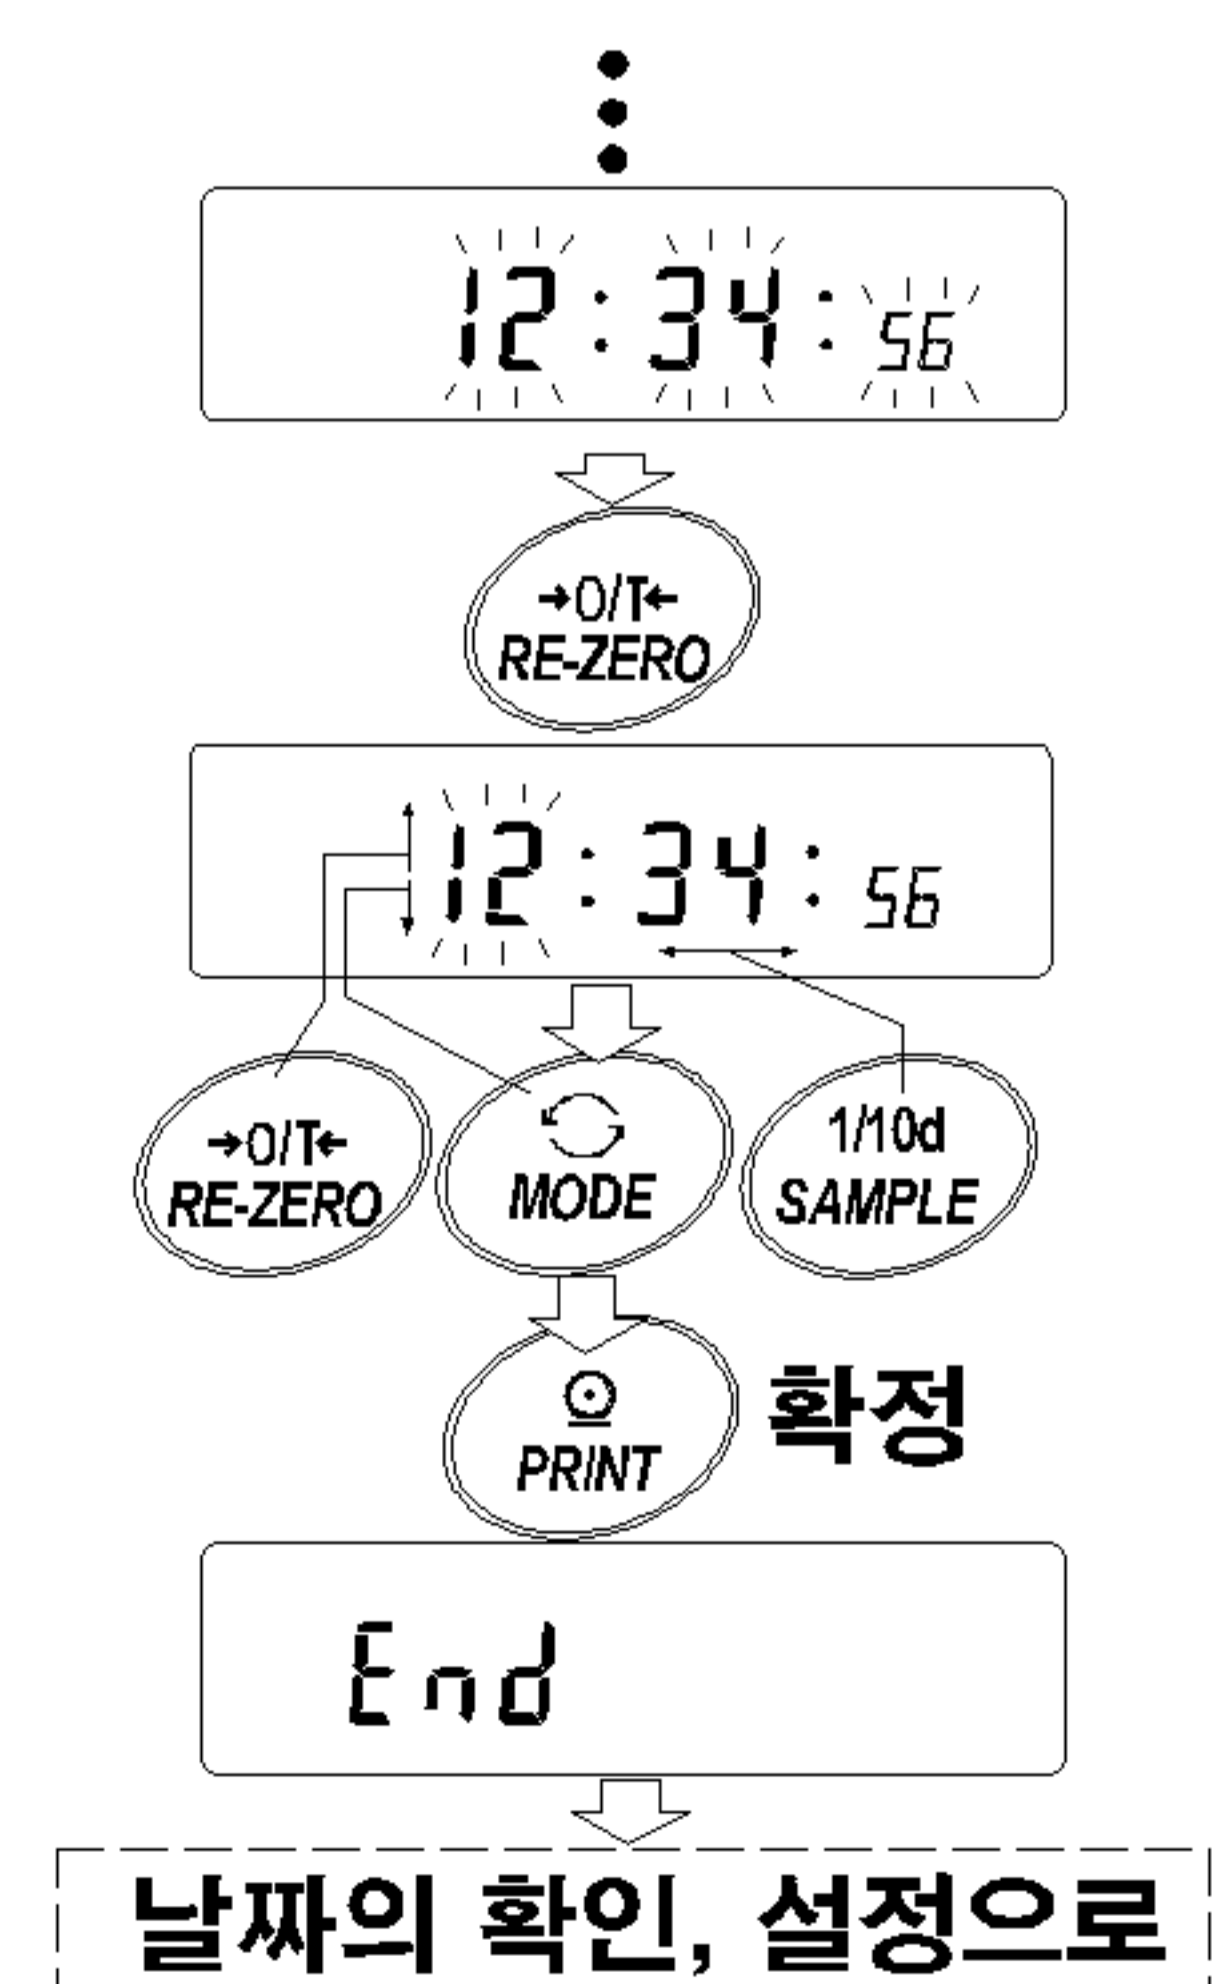 12:34:56
→0/T←
RE-ZERO
12:34:56
→0/T←
RE-ZERO
MODE
1/10d
SAMPLE
PRINT
확정
End
날짜의 확인, 설정으로